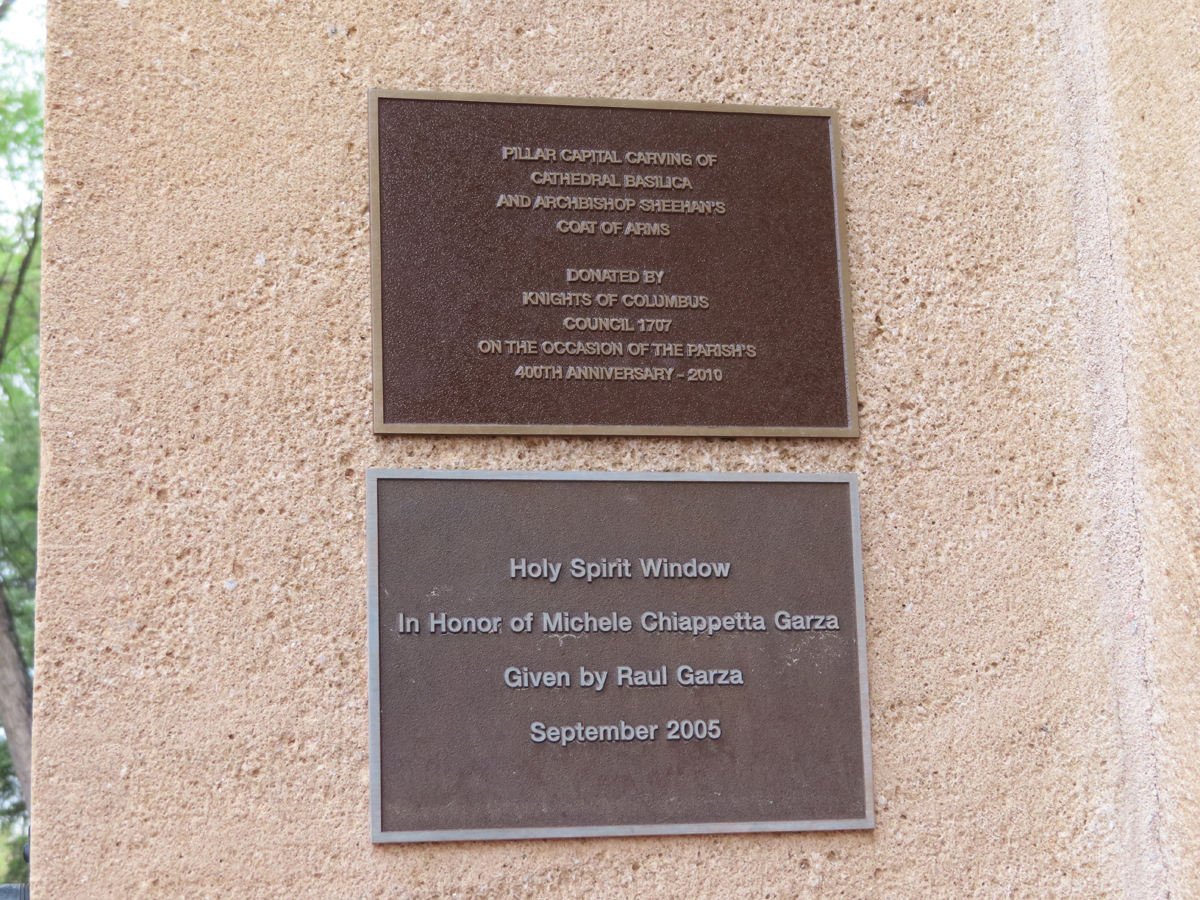 PILLAR CAPITAL CARVING OF
CATHEDRAL BASILICA
AND ARCHBISHOP SHEEHAN'S
COAT OF ARMS
DONATED BY
KNIGHTS OF COLUMBUS
COUNCIL 1707
ON THE OCCASION OF THE PARISH'S
400TH ANNIVERSARY - 2010
Holy Spirit Window
In Honor of Michele Chiappetta Garza
Given by Raul Garza
September 2005